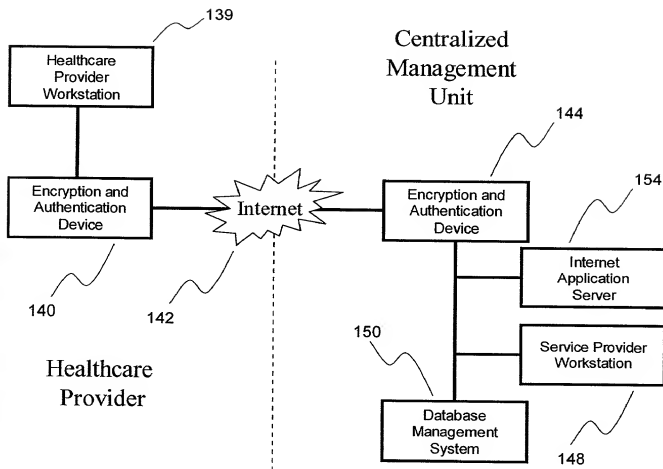 139
Healthcare
Provider
Workstation
Centralized
Management
Unit
144
Encryption and
Authentication
Device
Internet
Encryption and
Authentication
Device
154
Internet
Application
Server
140
142
150
Service Provider
Workstation
Healthcare
Provider
Database
Management
System
148